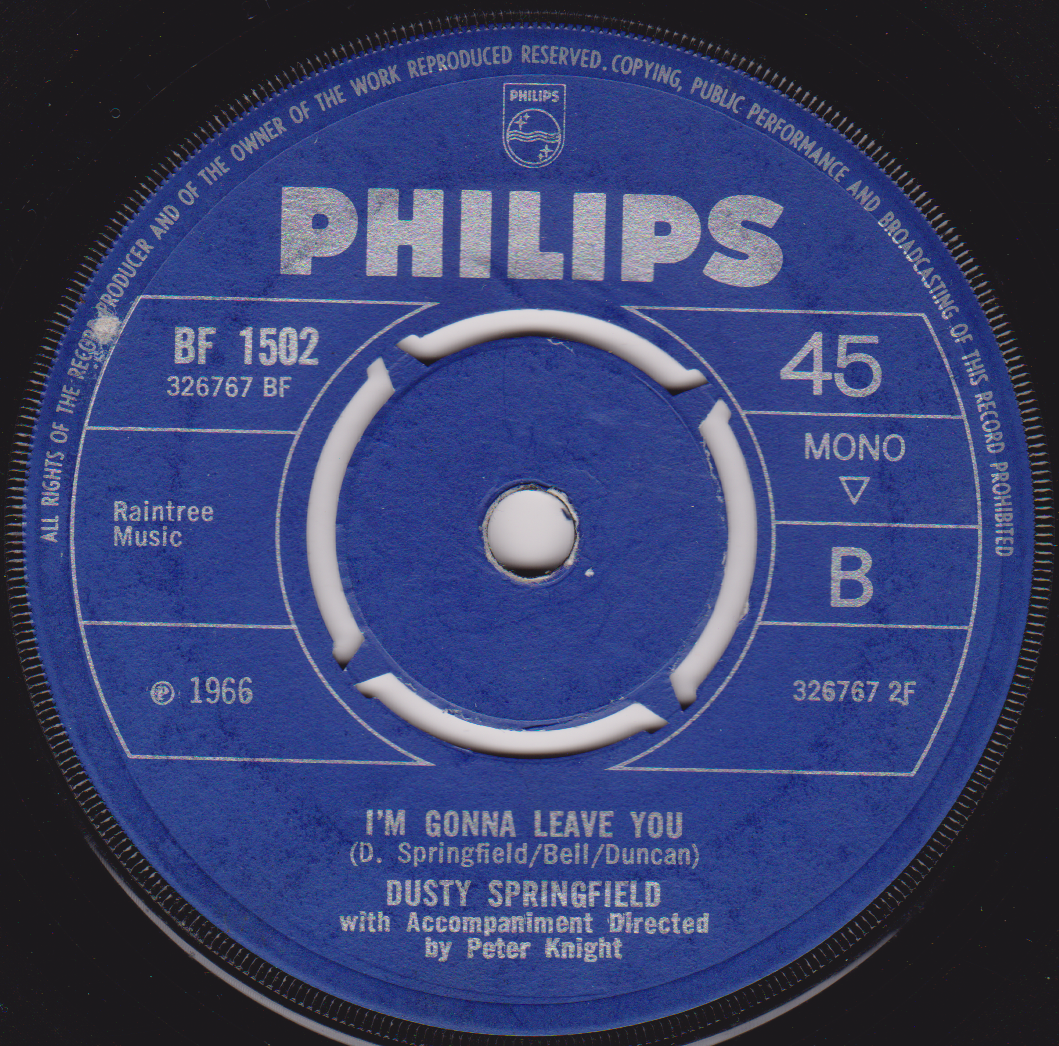 ALL RIGHTS OF THE RECORD PRODUCER AND OF THE OWNER OF THE WORK REPRODUCED RESERVED. COPYING, PUBLIC PERFORMANCE AND BROADCASTING OF THIS RECORD PROHIBITED
PHILIPS
PHILIPS
BF 1502
326767 BF
45
MONO
▽
Raintree
Music
B
℗ 1966
326767 2F
I'M GONNA LEAVE YOU
(D. Springfield/Bell/Duncan)
DUSTY SPRINGFIELD
with Accompaniment Directed
by Peter Knight